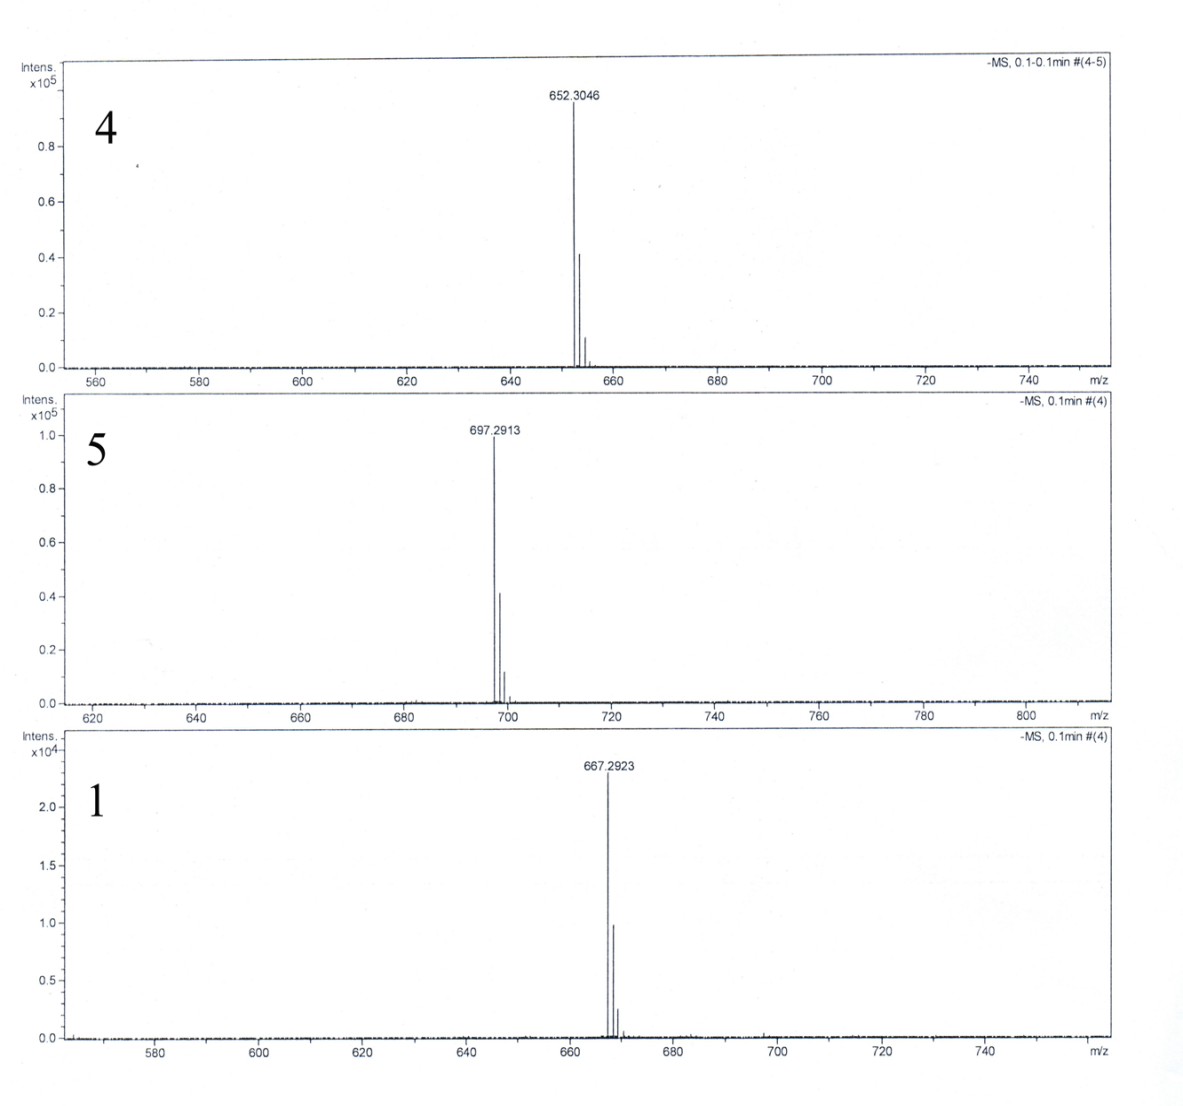 Intens.
x10^5
-MS, 0.1-0.1min #(4-5)
652.3046
4
0.8
0.6
0.4
0.2
0.0
560 580 600 620 640 660 680 700 720 740 m/z
Intens.
x10^5
-MS, 0.1min #(4)
697.2913
1.0
5
0.8
0.6
0.4
0.2
0.0
620 640 660 680 700 720 740 760 780 800 m/z
Intens.
x10^4
-MS, 0.1min #(4)
667.2923
1
2.0
1.5
1.0
0.5
0.0
580 600 620 640 660 680 700 720 740 m/z